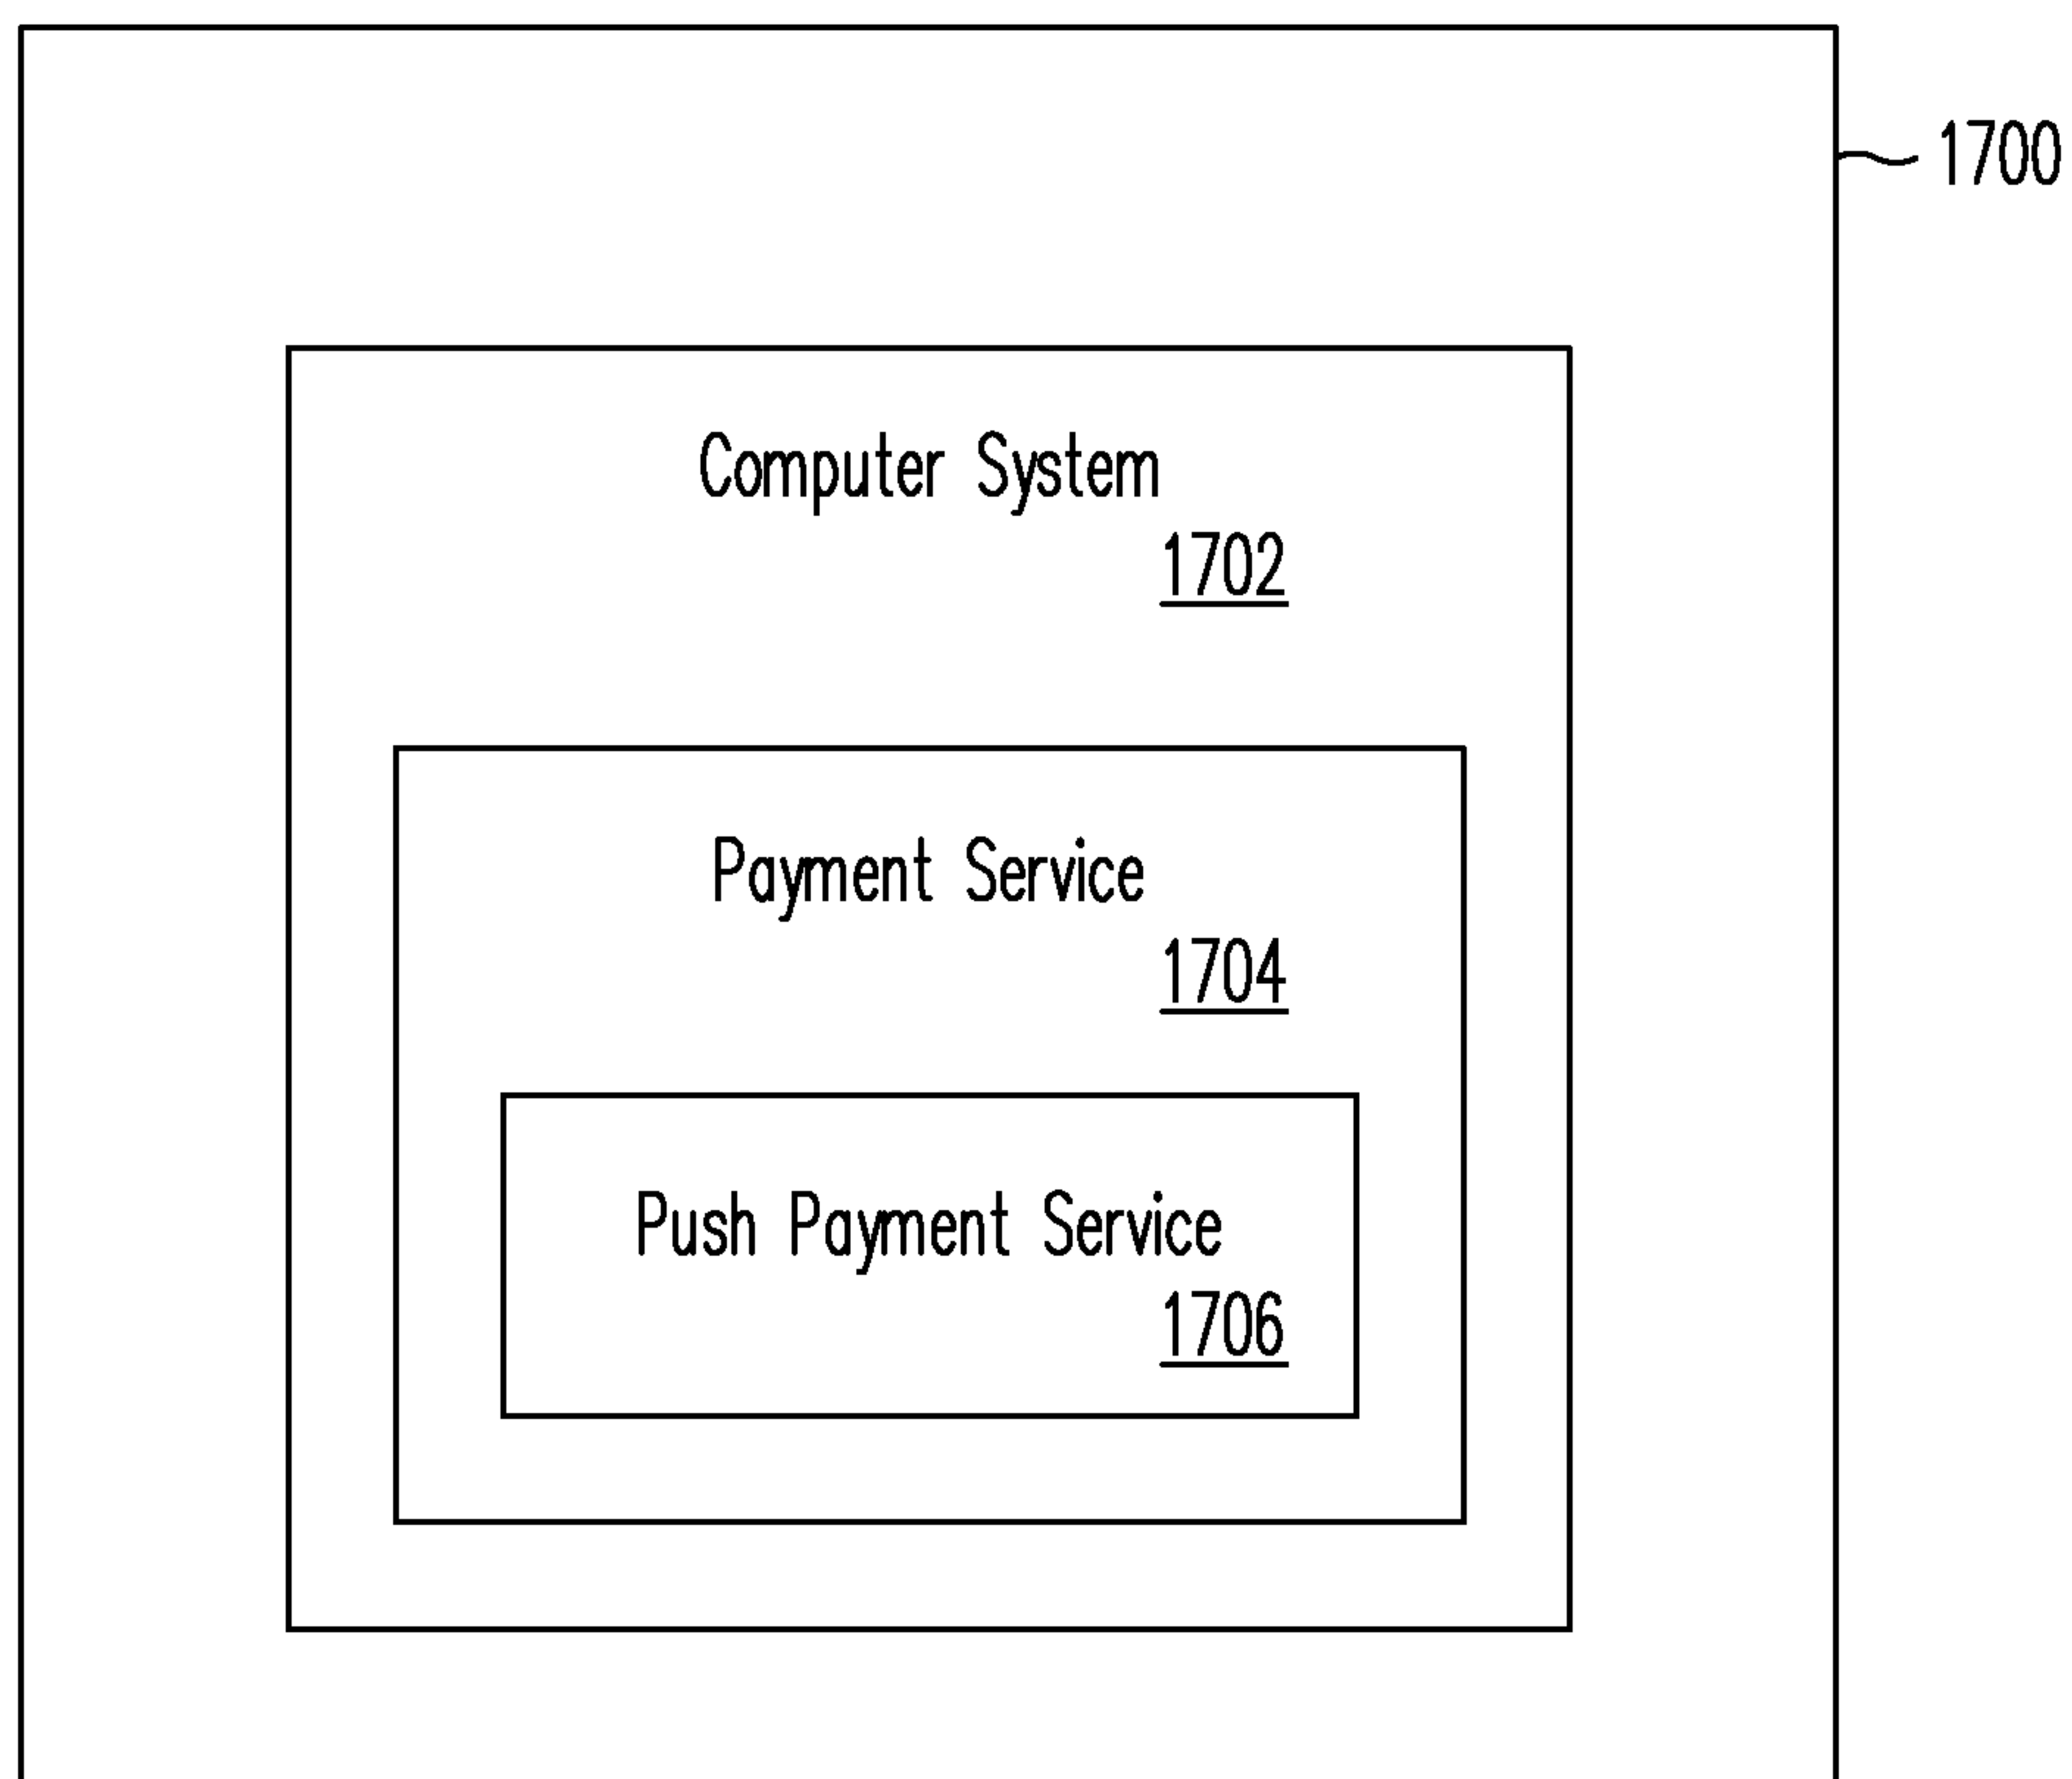 1700
Computer System
1702
Payment Service
1704
Push Payment Service
1706